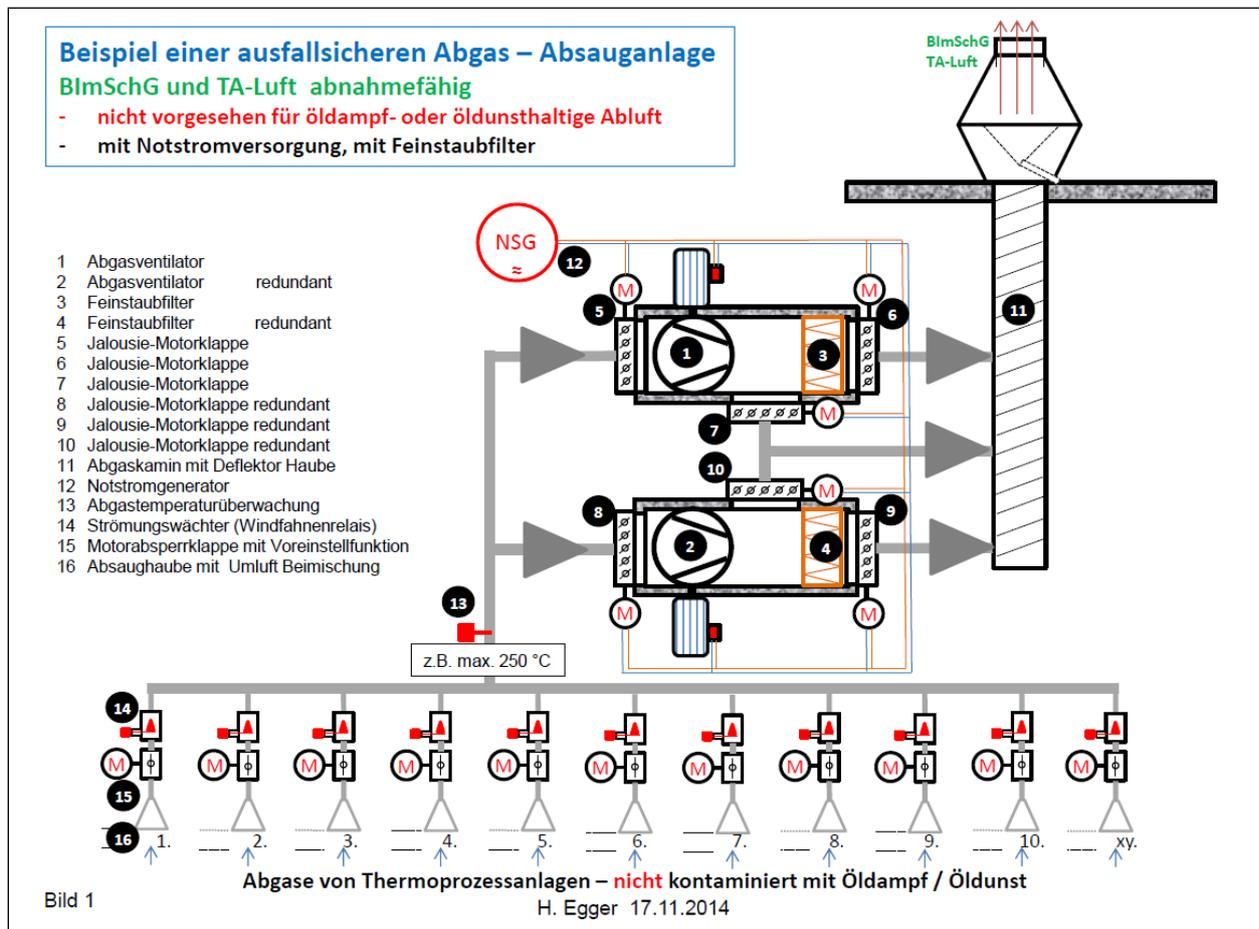 Beispiel einer ausfallsicheren Abgas – Absauganlage
BImSchG und TA-Luft abnahmefähig
- nicht vorgesehen für öldampf- oder öldunsthaltige Abluft
- mit Notstromversorgung, mit Feinstaubfilter
BImSchG
TA-Luft
NSG
≈
12
1 Abgasventilator
2 Abgasventilator redundant
3 Feinstaubfilter
4 Feinstaubfilter redundant
5 Jalousie-Motorklappe
6 Jalousie-Motorklappe
7 Jalousie-Motorklappe
8 Jalousie-Motorklappe redundant
9 Jalousie-Motorklappe redundant
10 Jalousie-Motorklappe redundant
11 Abgaskamin mit Deflektor Haube
12 Notstromgenerator
13 Abgastemperaturüberwachung
14 Strömungswächter (Windfahnenrelais)
15 Motorabsperrklappe mit Voreinstellfunktion
16 Absaughaube mit Umluft Beimischung
M M
5 6 11
1 3
7 M
10 M
8 9
2 4
M M
13
z.B. max. 250 °C
14
M M M M M M M M M M M
15
16 1. 2. 3. 4. 5. 6. 7. 8. 9. 10. xy.
Abgase von Thermoprozessanlagen – nicht kontaminiert mit Öldampf / Öldunst
Bild 1
H. Egger 17.11.2014